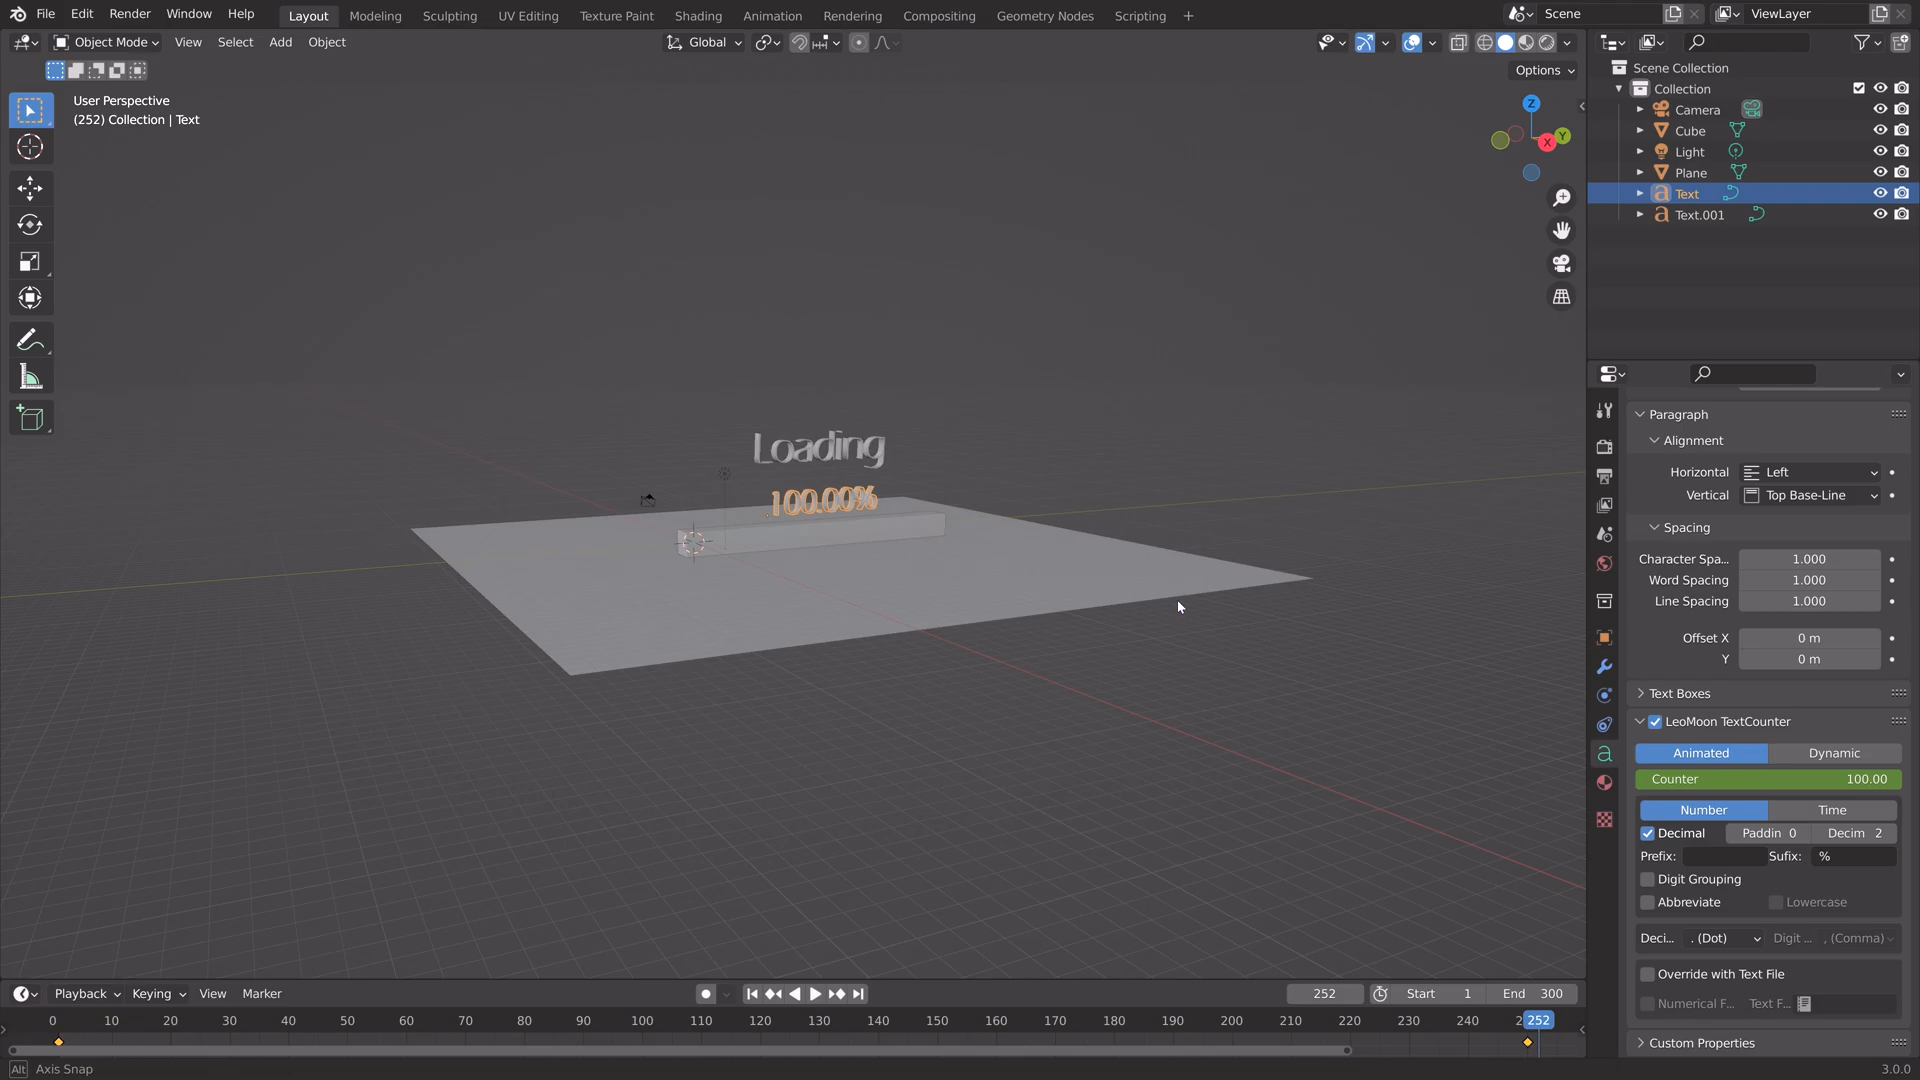 File Edit Render Window Help Layout Modeling Sculpting UV Editing Texture Paint Shading Animation Rendering Compositing Geometry Nodes Scripting + Scene ViewLayer
Object Mode View Select Add Object Global
Options
User Perspective
(252) Collection | Text
Z
Y
X
Loading
100.00%
Scene Collection
Collection
Camera
Cube
Light
Plane
Text
Text.001
Paragraph
Alignment
Horizontal Left
Vertical Top Base-Line
Spacing
Character Spa... 1.000
Word Spacing 1.000
Line Spacing 1.000
Offset X 0 m
Y 0 m
Text Boxes
LeoMoon TextCounter
Animated Dynamic
Counter 100.00
Number Time
Decimal Paddin 0 Decim 2
Prefix: Sufix: %
Digit Grouping
Abbreviate Lowercase
Deci... . (Dot) Digit ... , (Comma)
Override with Text File
Numerical F... Text F...
Custom Properties
Playback Keying View Marker 252 Start 1 End 300
0 10 20 30 40 50 60 70 80 90 100 110 120 130 140 150 160 170 180 190 200 210 220 230 240 252
Alt Axis Snap 3.0.0